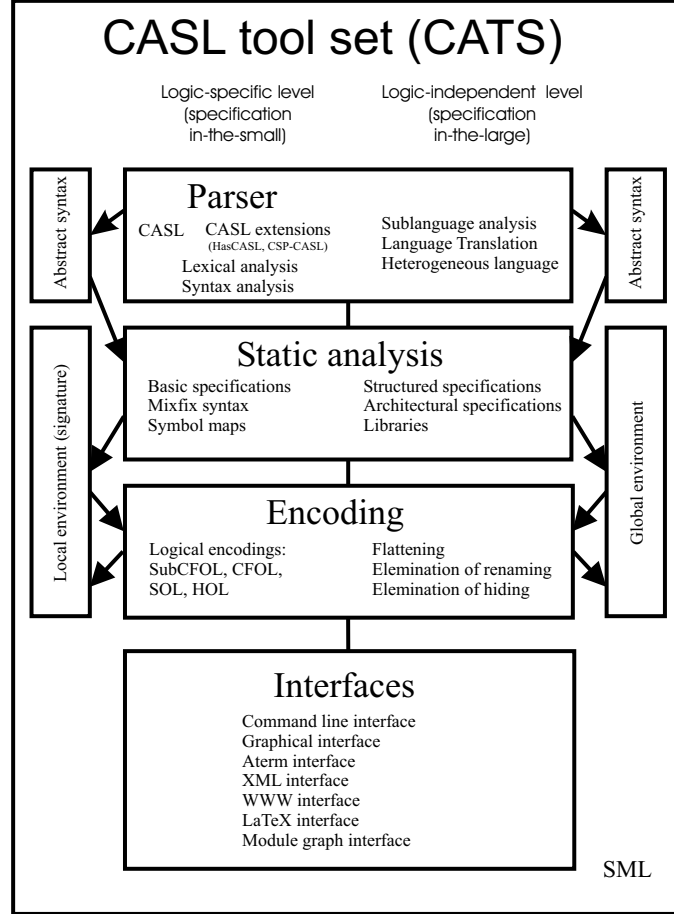 CASL tool set (CATS)
Logic-specific level
(specification
in-the-small)
Logic-independent level
(specification
in-the-large)
Abstract syntax
Parser
CASL
CASL extensions
(HasCASL, CSP-CASL)
Lexical analysis
Syntax analysis
Sublanguage analysis
Language Translation
Heterogeneous language
Abstract syntax
Local environment (signature)
Static analysis
Basic specifications
Mixfix syntax
Symbol maps
Structured specifications
Architectural specifications
Libraries
Global environment
Encoding
Logical encodings:
SubCFOL, CFOL,
SOL, HOL
Flattening
Elemination of renaming
Elemination of hiding
Interfaces
Command line interface
Graphical interface
Aterm interface
XML interface
WWW interface
LaTeX interface
Module graph interface
SML